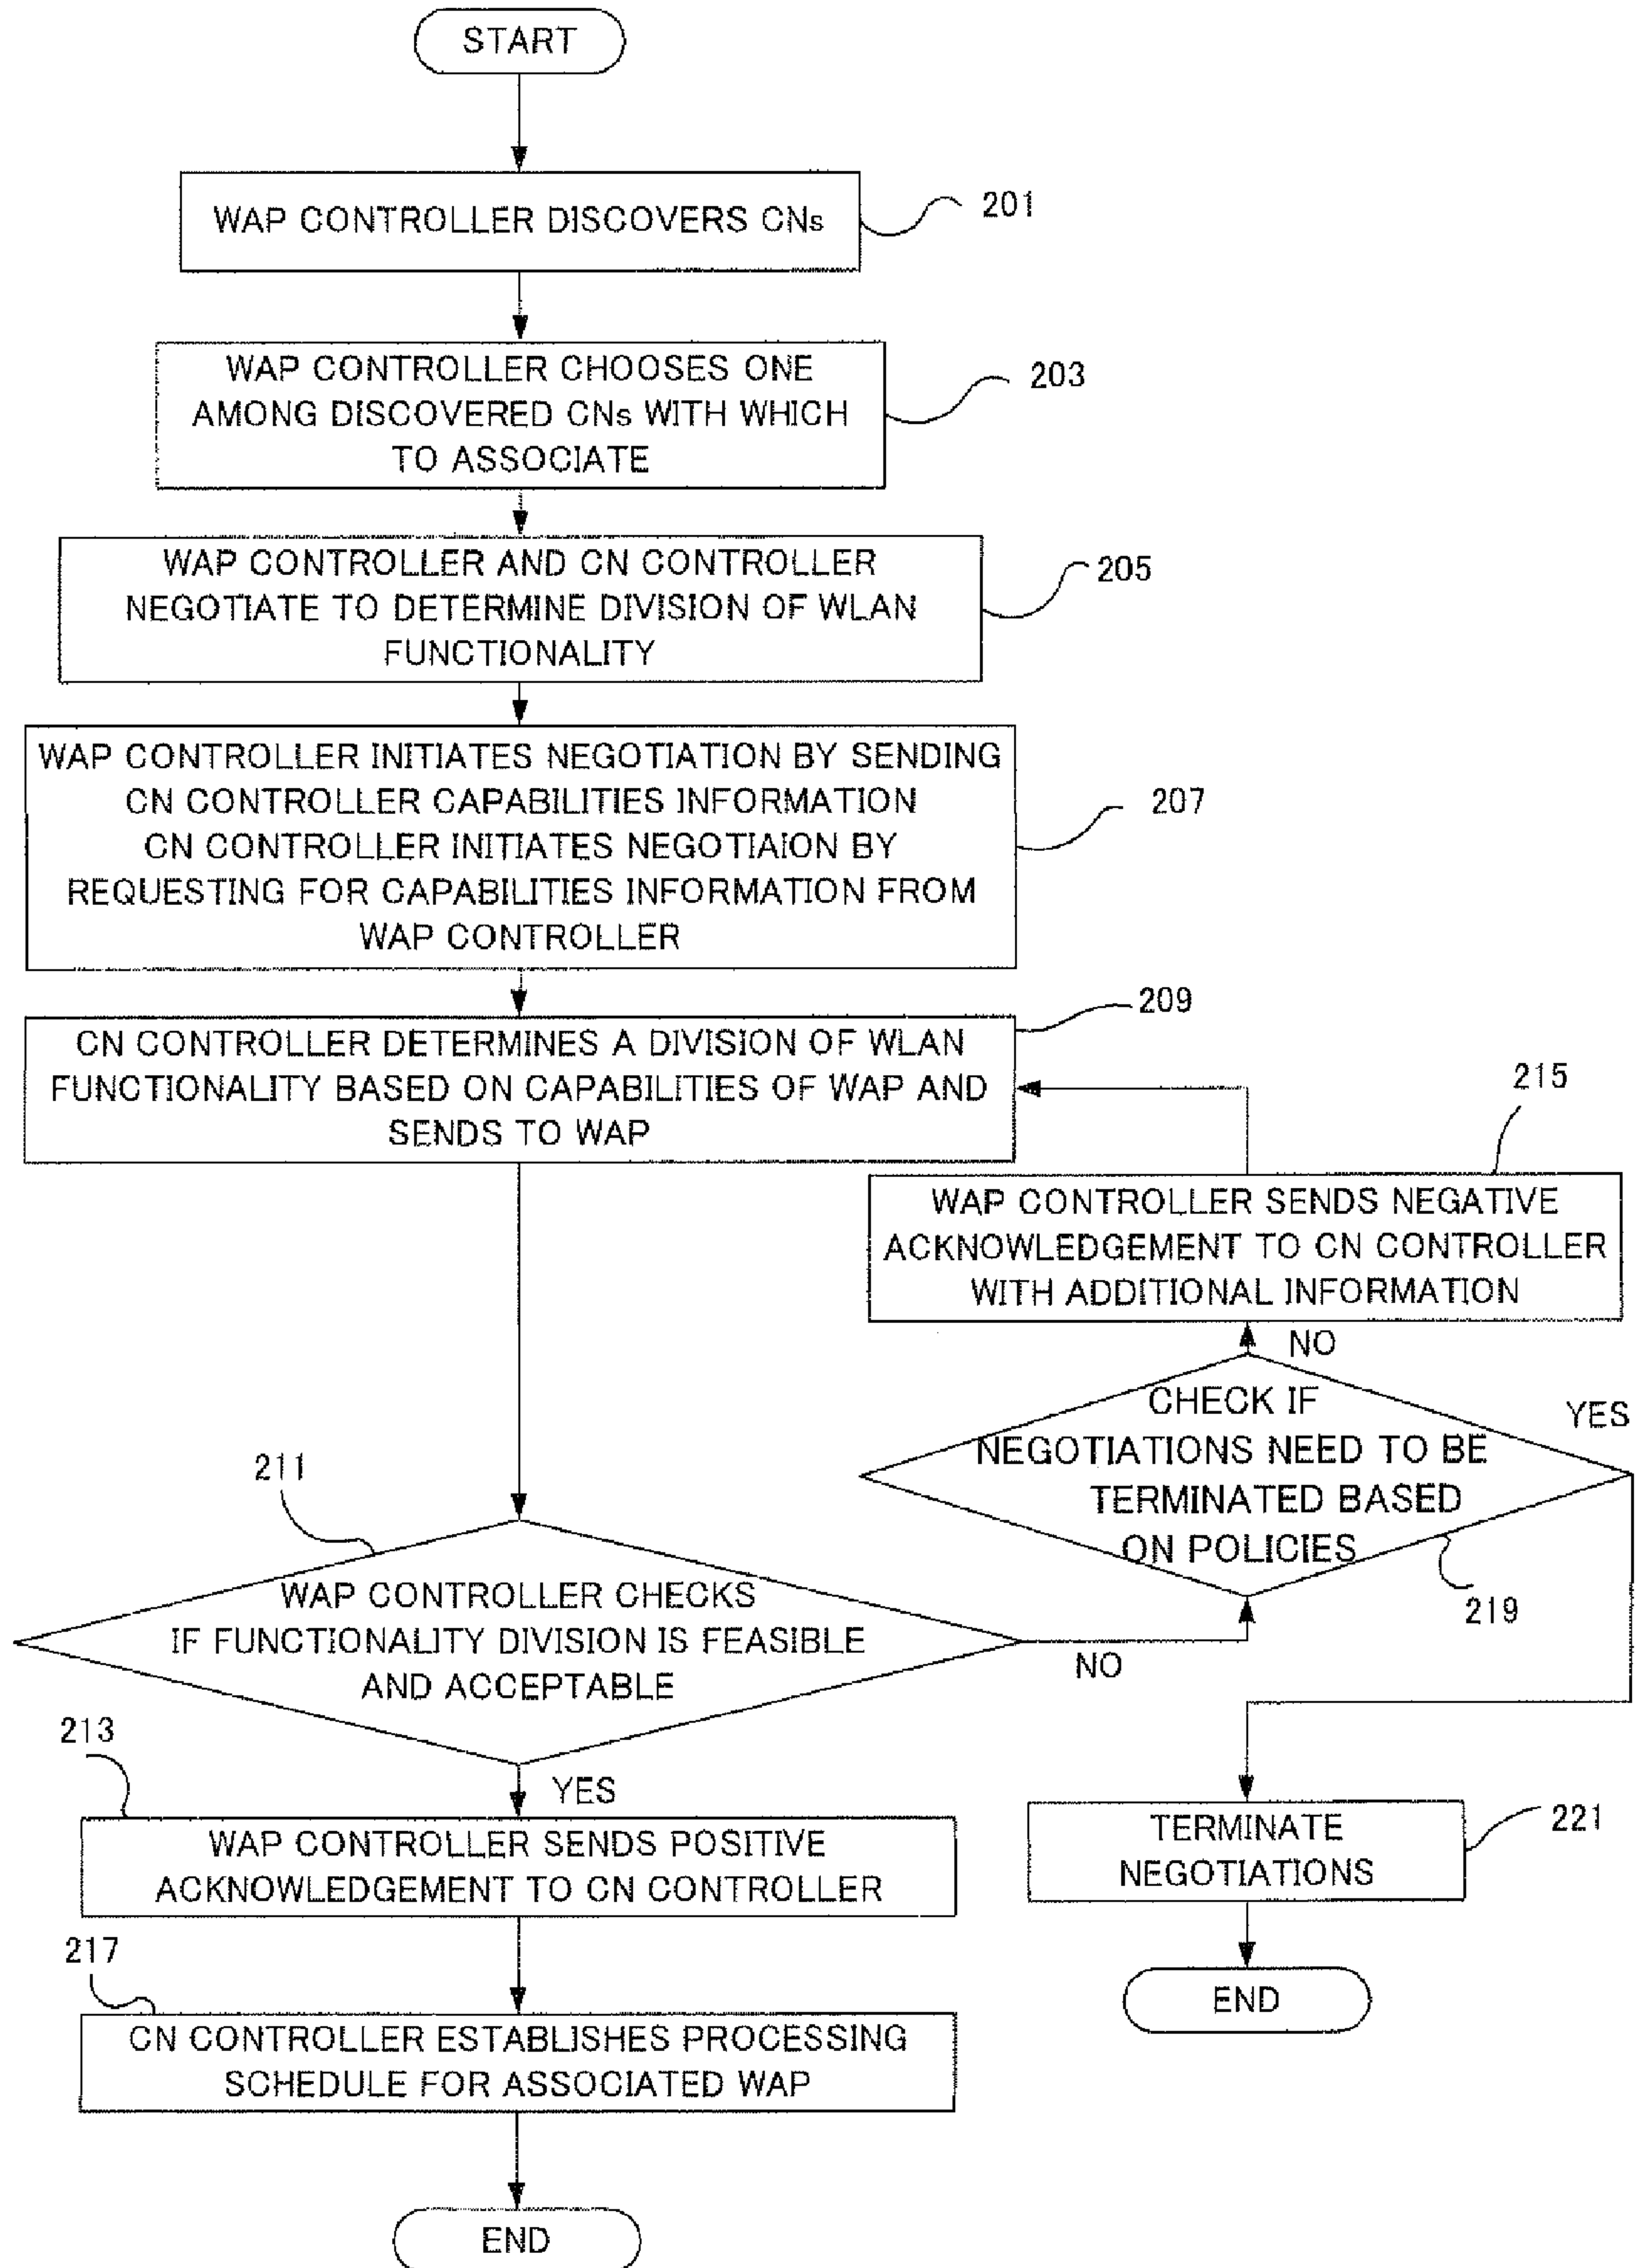 START
WAP CONTROLLER DISCOVERS CNs
201
WAP CONTROLLER CHOOSES ONE
AMONG DISCOVERED CNs WITH WHICH
TO ASSOCIATE
203
WAP CONTROLLER AND CN CONTROLLER
NEGOTIATE TO DETERMINE DIVISION OF WLAN
FUNCTIONALITY
205
WAP CONTROLLER INITIATES NEGOTIATION BY SENDING
CN CONTROLLER CAPABILITIES INFORMATION
CN CONTROLLER INITIATES NEGOTIAION BY
REQUESTING FOR CAPABILITIES INFORMATION FROM
WAP CONTROLLER
207
CN CONTROLLER DETERMINES A DIVISION OF WLAN
FUNCTIONALITY BASED ON CAPABILITIES OF WAP AND
SENDS TO WAP
209
215
WAP CONTROLLER SENDS NEGATIVE
ACKNOWLEDGEMENT TO CN CONTROLLER
WITH ADDITIONAL INFORMATION
NO
CHECK IF
NEGOTIATIONS NEED TO BE
TERMINATED BASED
ON POLICIES
YES
219
211
WAP CONTROLLER CHECKS
IF FUNCTIONALITY DIVISION IS FEASIBLE
AND ACCEPTABLE
NO
YES
213
WAP CONTROLLER SENDS POSITIVE
ACKNOWLEDGEMENT TO CN CONTROLLER
TERMINATE
NEGOTIATIONS
221
END
217
CN CONTROLLER ESTABLISHES PROCESSING
SCHEDULE FOR ASSOCIATED WAP
END